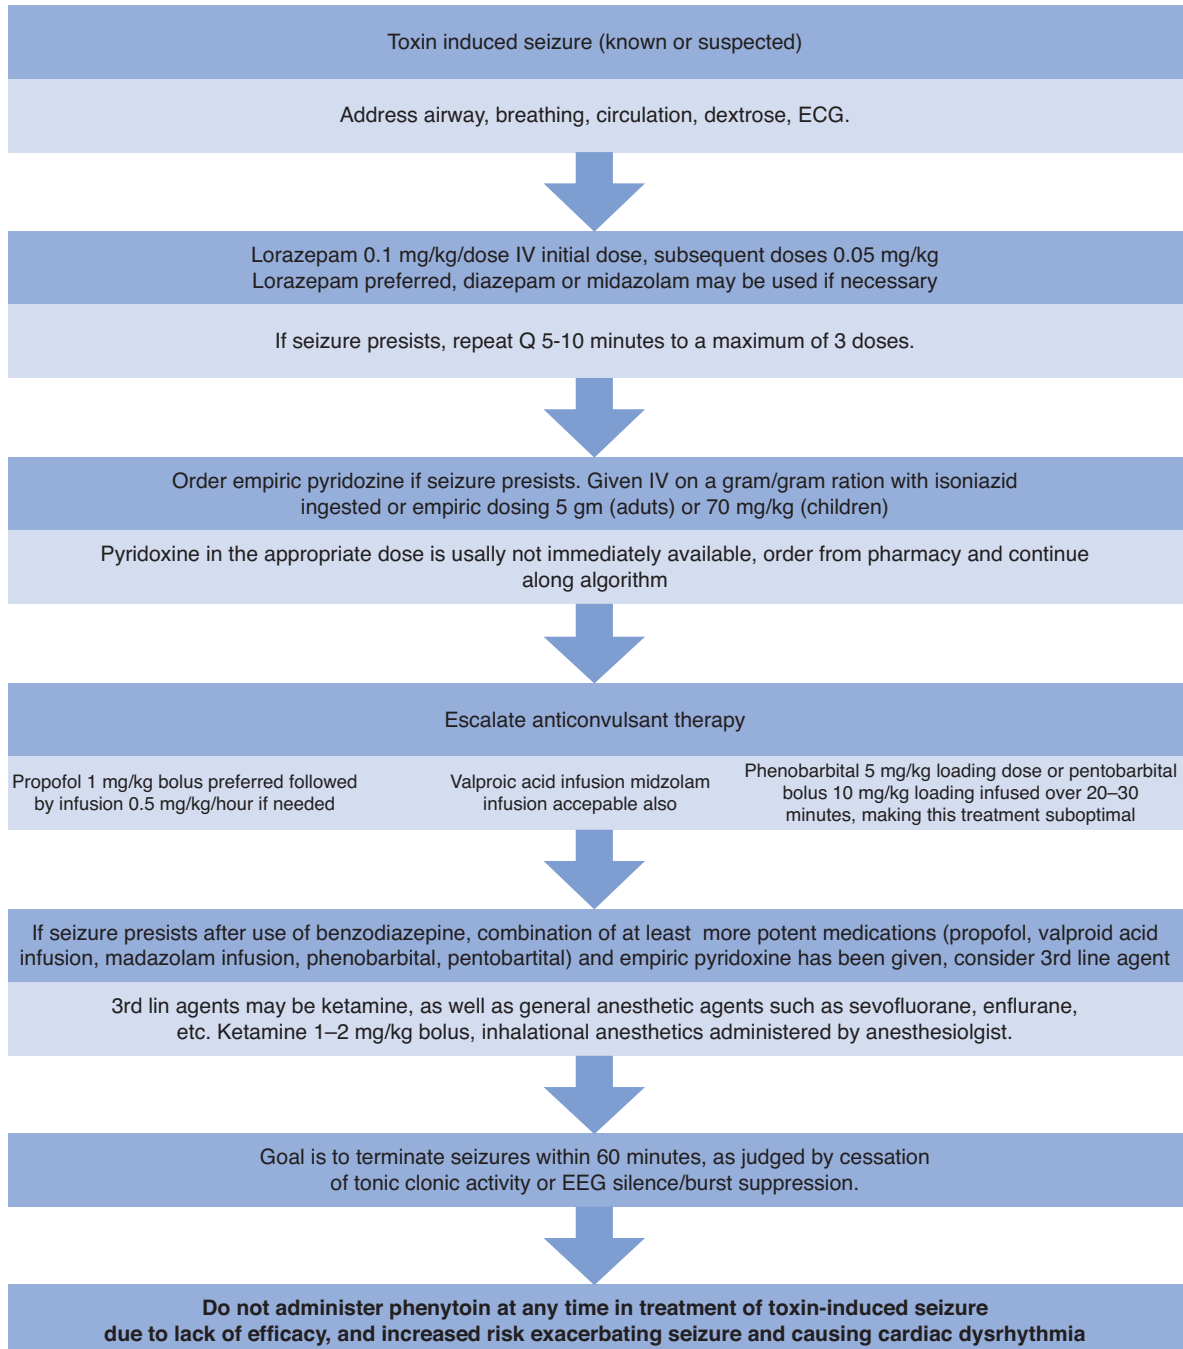 Toxin induced seizure (known or suspected)
Address airway, breathing, circulation, dextrose, ECG.
Lorazepam 0.1 mg/kg/dose IV initial dose, subsequent doses 0.05 mg/kg
Lorazepam preferred, diazepam or midazolam may be used if necessary
If seizure presists, repeat Q 5-10 minutes to a maximum of 3 doses.
Order empiric pyridozine if seizure presists. Given IV on a gram/gram ration with isoniazid
ingested or empiric dosing 5 gm (aduts) or 70 mg/kg (children)
Pyridoxine in the appropriate dose is usally not immediately available, order from pharmacy and continue
along algorithm
Escalate anticonvulsant therapy
Propofol 1 mg/kg bolus preferred followed
by infusion 0.5 mg/kg/hour if needed
Valproic acid infusion midzolam
infusion accepable also
Phenobarbital 5 mg/kg loading dose or pentobarbital
bolus 10 mg/kg loading infused over 20–30
minutes, making this treatment suboptimal
If seizure presists after use of benzodiazepine, combination of at least more potent medications (propofol, valproid acid
infusion, madazolam infusion, phenobarbital, pentobartital) and empiric pyridoxine has been given, consider 3rd line agent
3rd lin agents may be ketamine, as well as general anesthetic agents such as sevofluorane, enflurane,
etc. Ketamine 1–2 mg/kg bolus, inhalational anesthetics administered by anesthesiolgist.
Goal is to terminate seizures within 60 minutes, as judged by cessation
of tonic clonic activity or EEG silence/burst suppression.
Do not administer phenytoin at any time in treatment of toxin-induced seizure
due to lack of efficacy, and increased risk exacerbating seizure and causing cardiac dysrhythmia